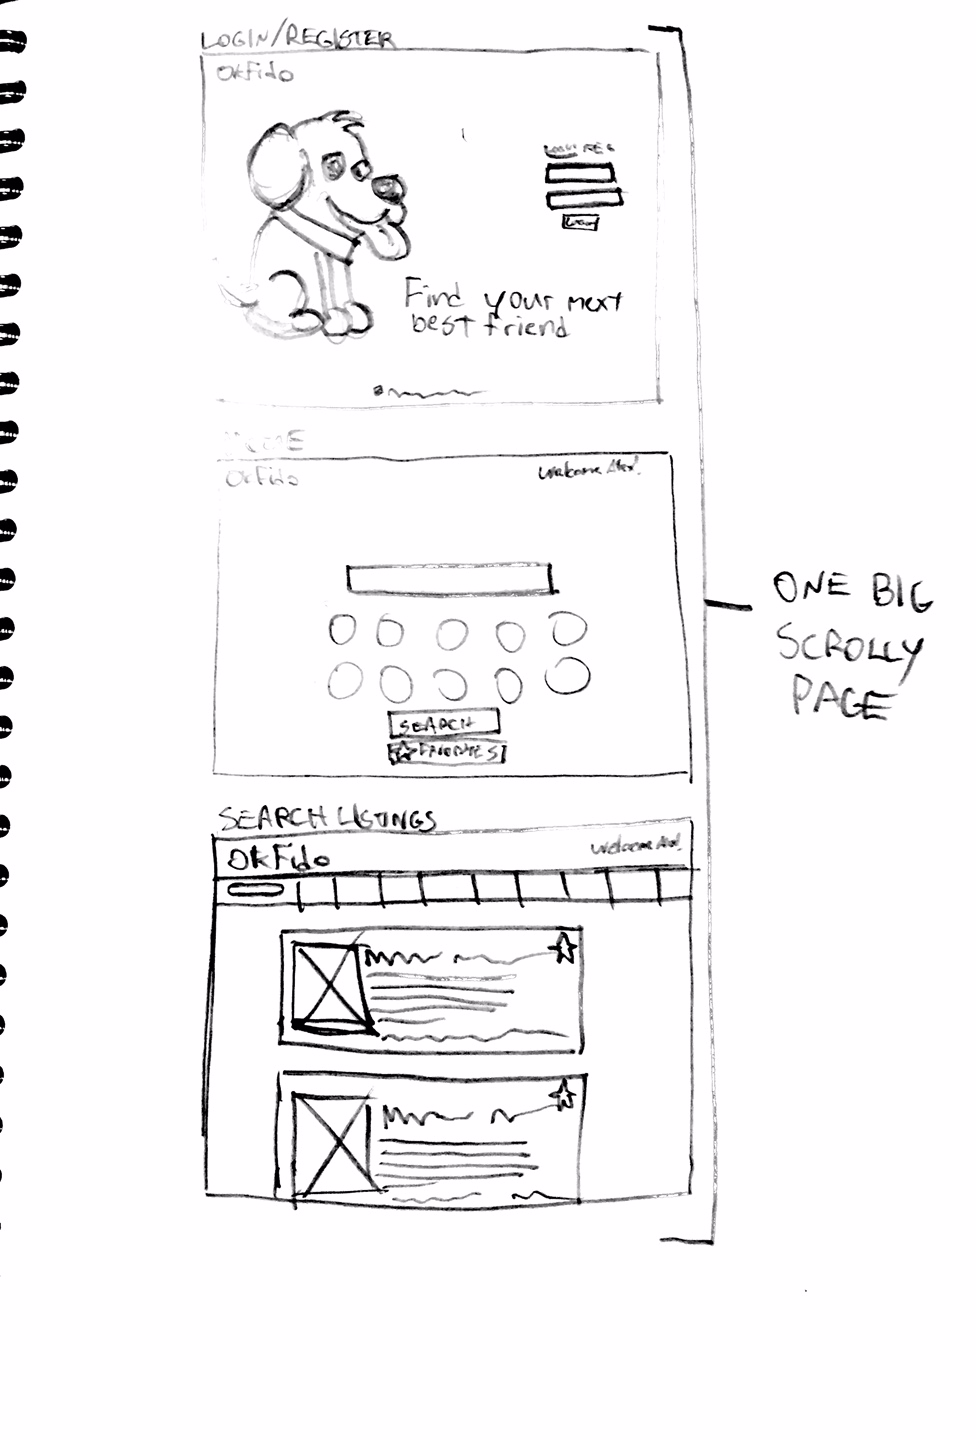 LOGIN/REGISTER
OkFido
LOGIN REG
LOGIN
Find your next
best friend
HOME
OkFido
Welcome Alex!
ONE BIG
SCROLLY
PAGE
SEARCH
FAVORITES
SEARCH LISTINGS
OkFido
Welcome Alex!